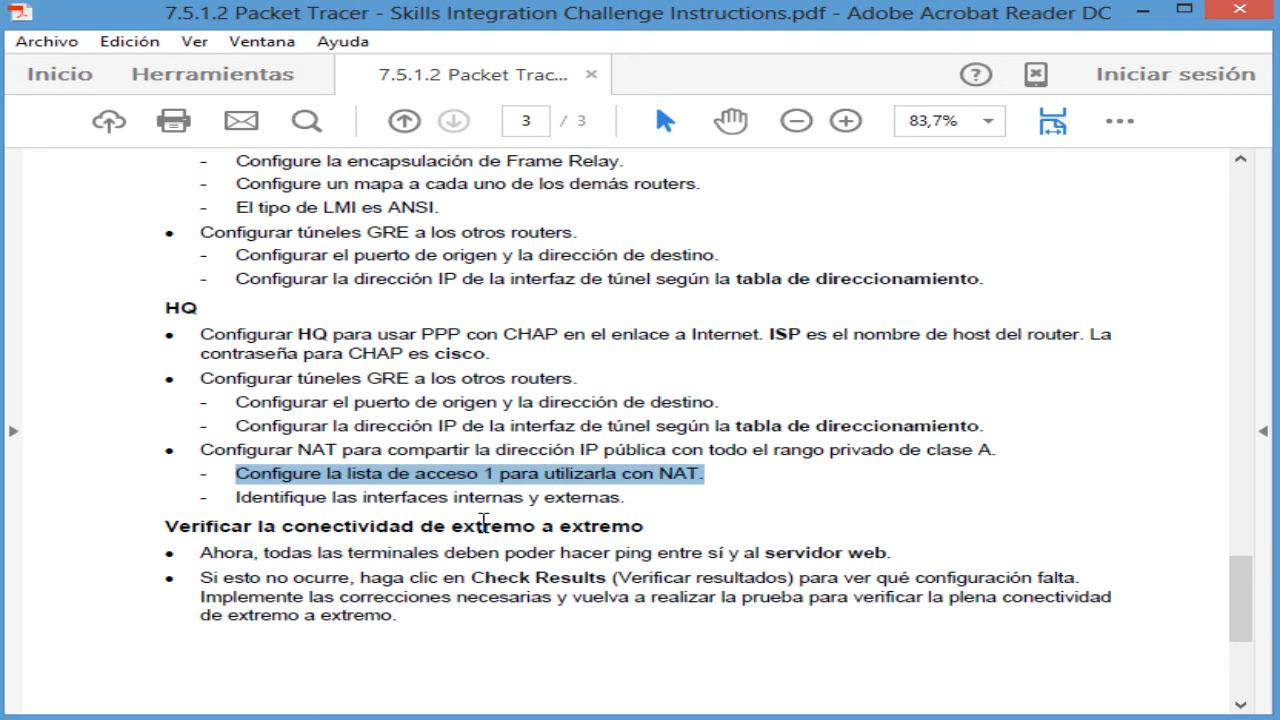 7.5.1.2 Packet Tracer - Skills Integration Challenge Instructions.pdf - Adobe Acrobat Reader DC
Archivo Edición Ver Ventana Ayuda
Inicio Herramientas 7.5.1.2 Packet Trac... × Iniciar sesión
3 / 3 83,7%
- Configure la encapsulación de Frame Relay.
- Configure un mapa a cada uno de los demás routers.
- El tipo de LMI es ANSI.
• Configurar túneles GRE a los otros routers.
- Configurar el puerto de origen y la dirección de destino.
- Configurar la dirección IP de la interfaz de túnel según la tabla de direccionamiento.
HQ
• Configurar HQ para usar PPP con CHAP en el enlace a Internet. ISP es el nombre de host del router. La
contraseña para CHAP es cisco.
• Configurar túneles GRE a los otros routers.
- Configurar el puerto de origen y la dirección de destino.
- Configurar la dirección IP de la interfaz de túnel según la tabla de direccionamiento.
• Configurar NAT para compartir la dirección IP pública con todo el rango privado de clase A.
- Configure la lista de acceso 1 para utilizarla con NAT.
- Identifique las interfaces internas y externas.
Verificar la conectividad de extremo a extremo
• Ahora, todas las terminales deben poder hacer ping entre sí y al servidor web.
• Si esto no ocurre, haga clic en Check Results (Verificar resultados) para ver qué configuración falta.
Implemente las correcciones necesarias y vuelva a realizar la prueba para verificar la plena conectividad
de extremo a extremo.